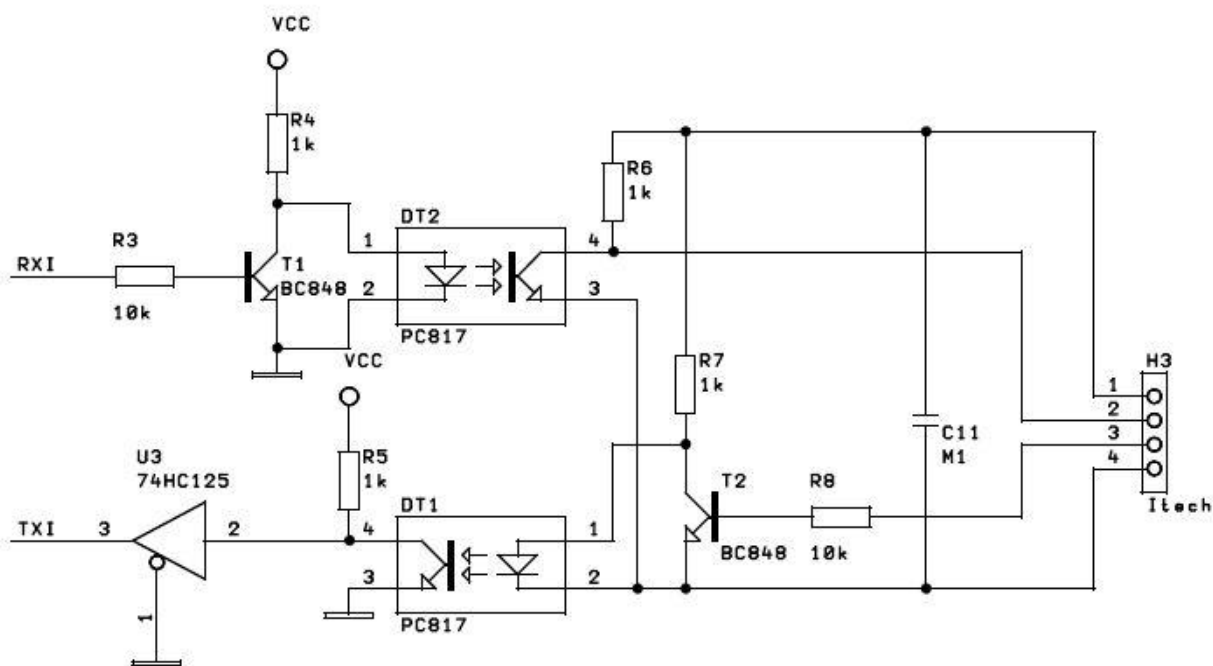 VCC
R4
1k
R6
1k
DT2
R3
1
4
RXI
T1
BC848
2
3
10k
PC817
VCC
R7
1k
H3
1
2
3
4
C11
M1
U3
74HC125
R5
1k
T2
R8
Itech
DT1
TXI
3
2
4
1
BC848
10k
3
2
1
PC817